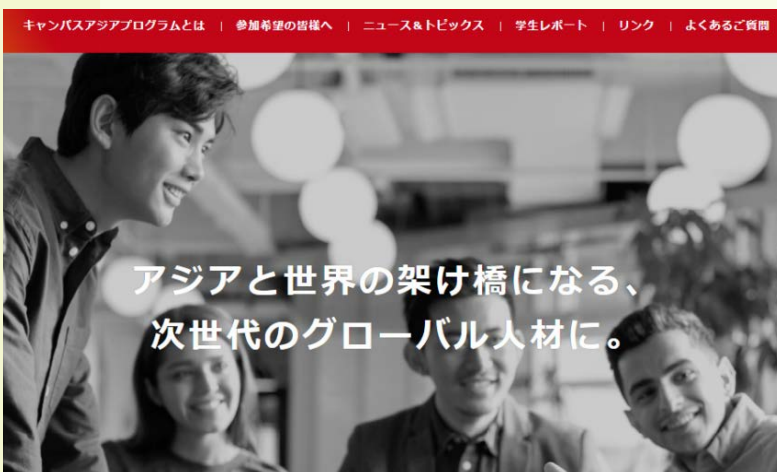 キャンパスアジアプログラムとは | 参加希望の皆様へ | ニュース&トピックス | 学生レポート | リンク | よくあるご質問
アジアと世界の架け橋になる、
次世代のグローバル人材に。